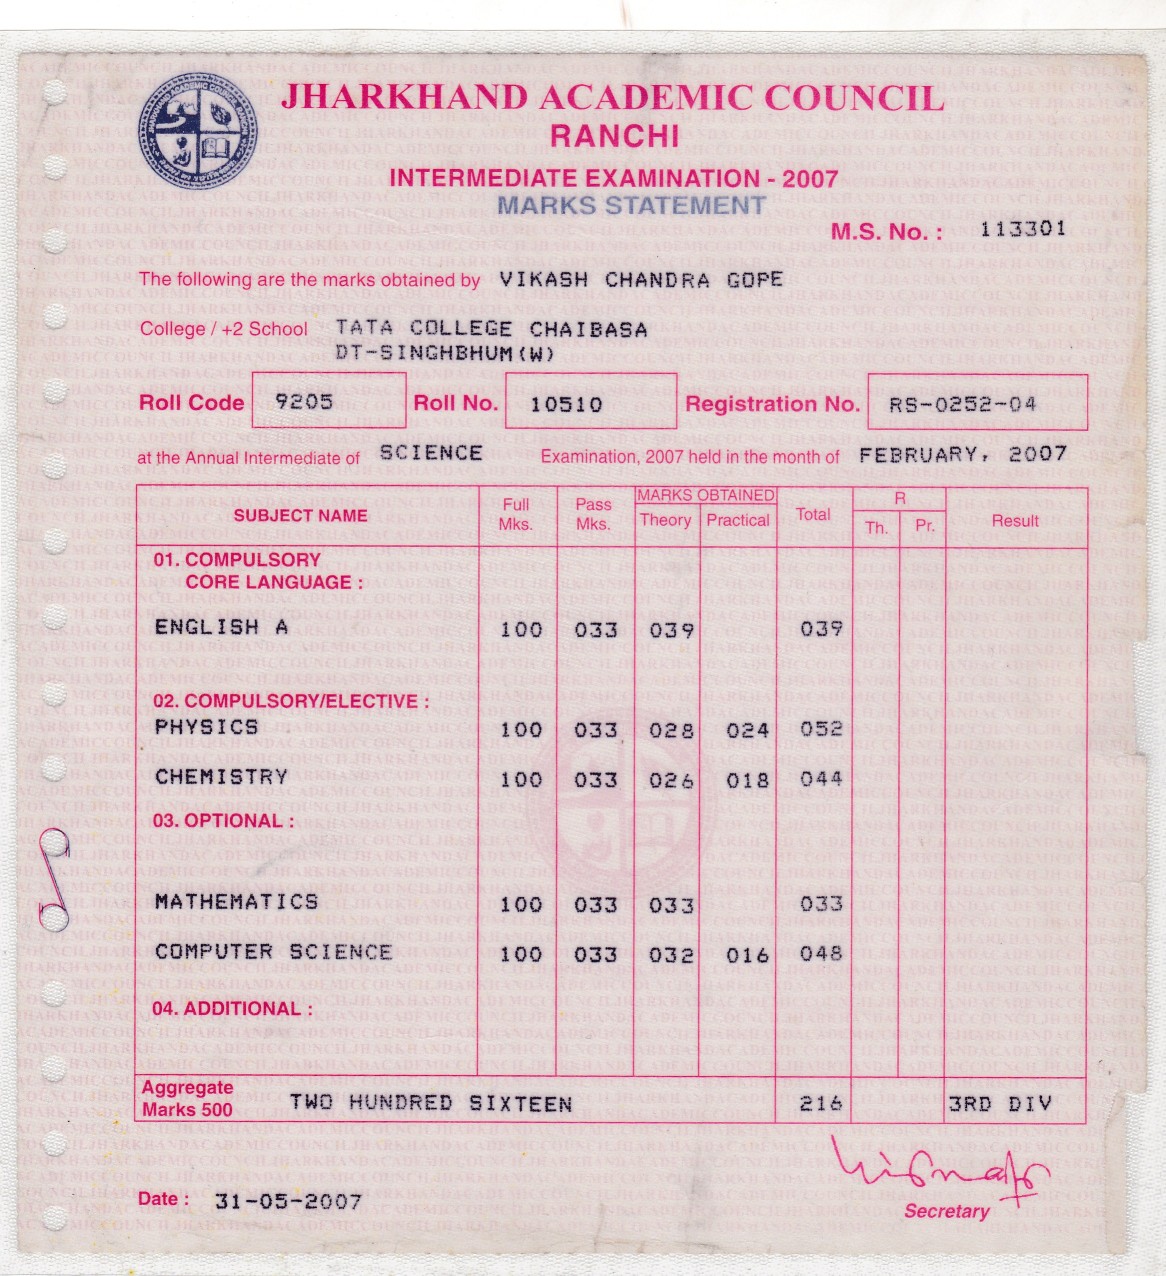 JHARKHAND ACADEMIC COUNCIL
RANCHI
INTERMEDIATE EXAMINATION - 2007
MARKS STATEMENT
M.S. No. : 113301
The following are the marks obtained by VIKASH CHANDRA GOPE
College / +2 School TATA COLLEGE CHAIBASA
DT-SINGHBHUM(W)
Roll Code 9205 Roll No. 10510 Registration No. RS-0252-04
at the Annual Intermediate of SCIENCE Examination, 2007 held in the month of FEBRUARY, 2007
SUBJECT NAME Full Mks. Pass Mks. MARKS OBTAINED Theory Practical Total R Th. Pr. Result
01. COMPULSORY
CORE LANGUAGE :
ENGLISH A 100 033 039 039
02. COMPULSORY/ELECTIVE :
PHYSICS 100 033 028 024 052
CHEMISTRY 100 033 026 018 044
03. OPTIONAL :
MATHEMATICS 100 033 033 033
COMPUTER SCIENCE 100 033 032 016 048
04. ADDITIONAL :
Aggregate
Marks 500 TWO HUNDRED SIXTEEN 216 3RD DIV
Date : 31-05-2007
Secretary